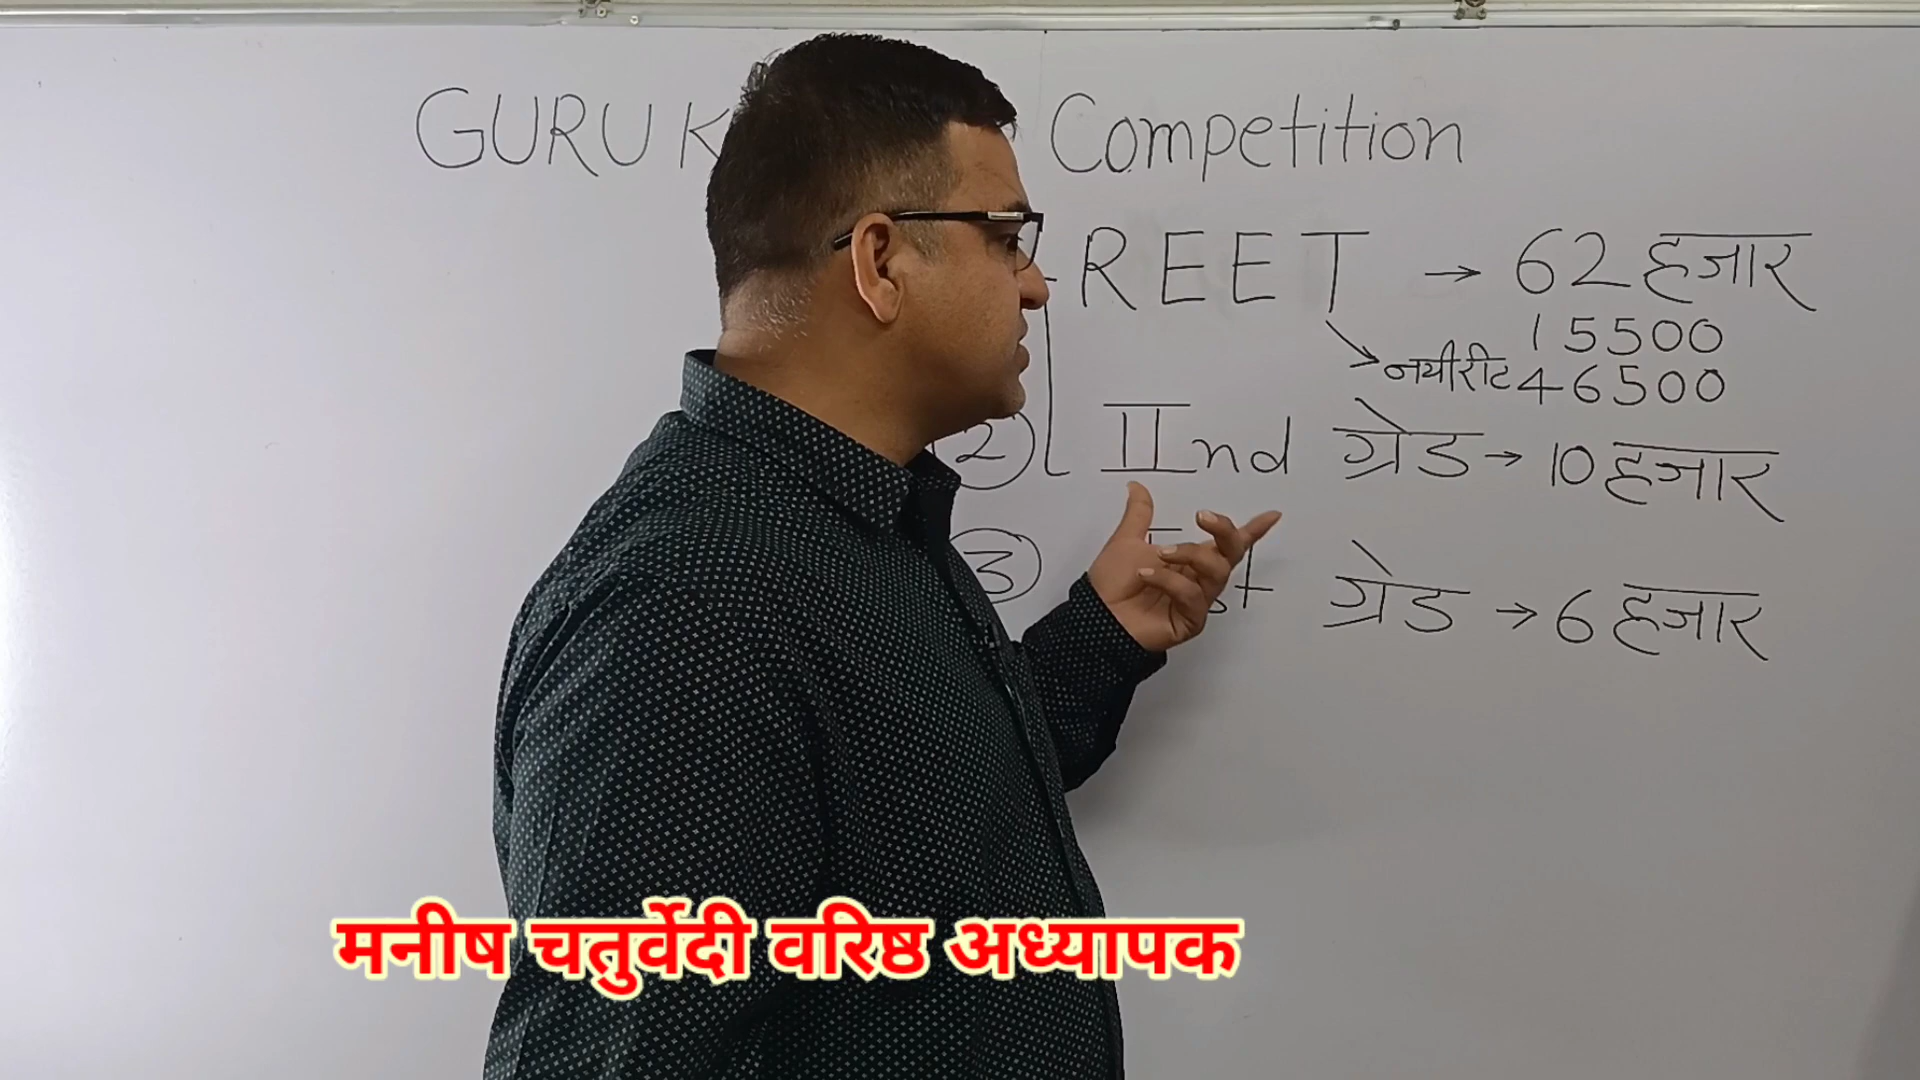 GURU K Competition
REET → 62 हजार
15500
→ नयीरीट 46500
② IInd ग्रेड → 10 हजार
③ st ग्रेड → 6 हजार
मनीष चतुर्वेदी वरिष्ठ अध्यापक